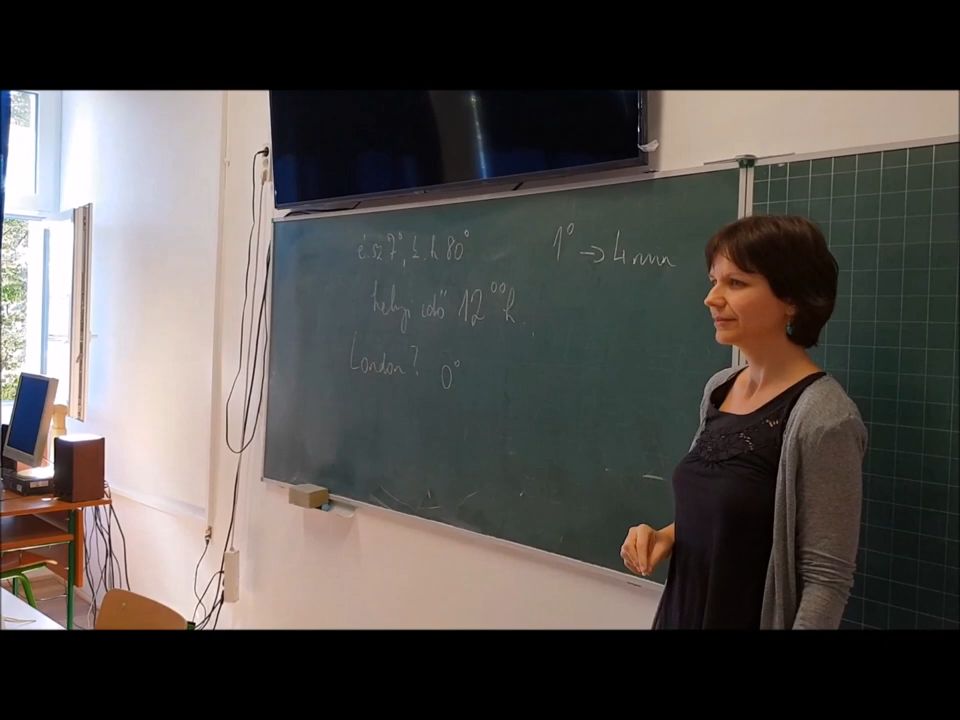 é. sz 7°, k. h 80°
1° → 4 min
helyi idő 12⁰⁰ h
London? 0°